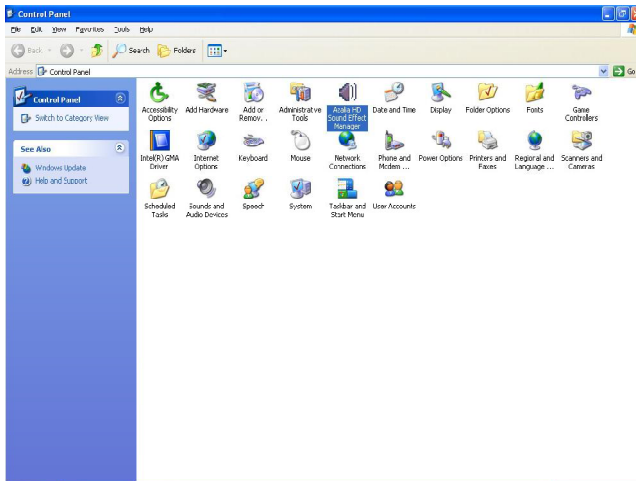 Control Panel
File Edit View Favorites Tools Help
Back Search Folders
Address Control Panel Go
Control Panel
Switch to Category View
See Also
Windows Update
Help and Support
Accessibility Options
Add Hardware
Add or Remov...
Administrative Tools
Azalia HD Sound Effect Manager
Date and Time
Display
Folder Options
Fonts
Game Controllers
Intel(R) GMA Driver
Internet Options
Keyboard
Mouse
Network Connections
Phone and Modem ...
Power Options
Printers and Faxes
Regional and Language ...
Scanners and Cameras
Scheduled Tasks
Sounds and Audio Devices
Speech
System
Taskbar and Start Menu
User Accounts